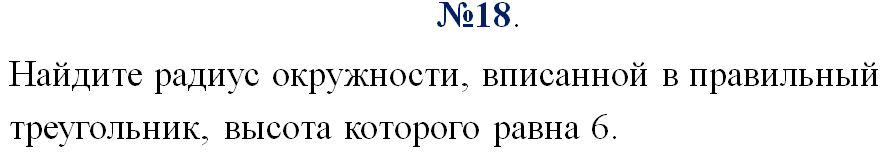 №18.
Найдите радиус окружности, вписанной в правильный
треугольник, высота которого равна 6.